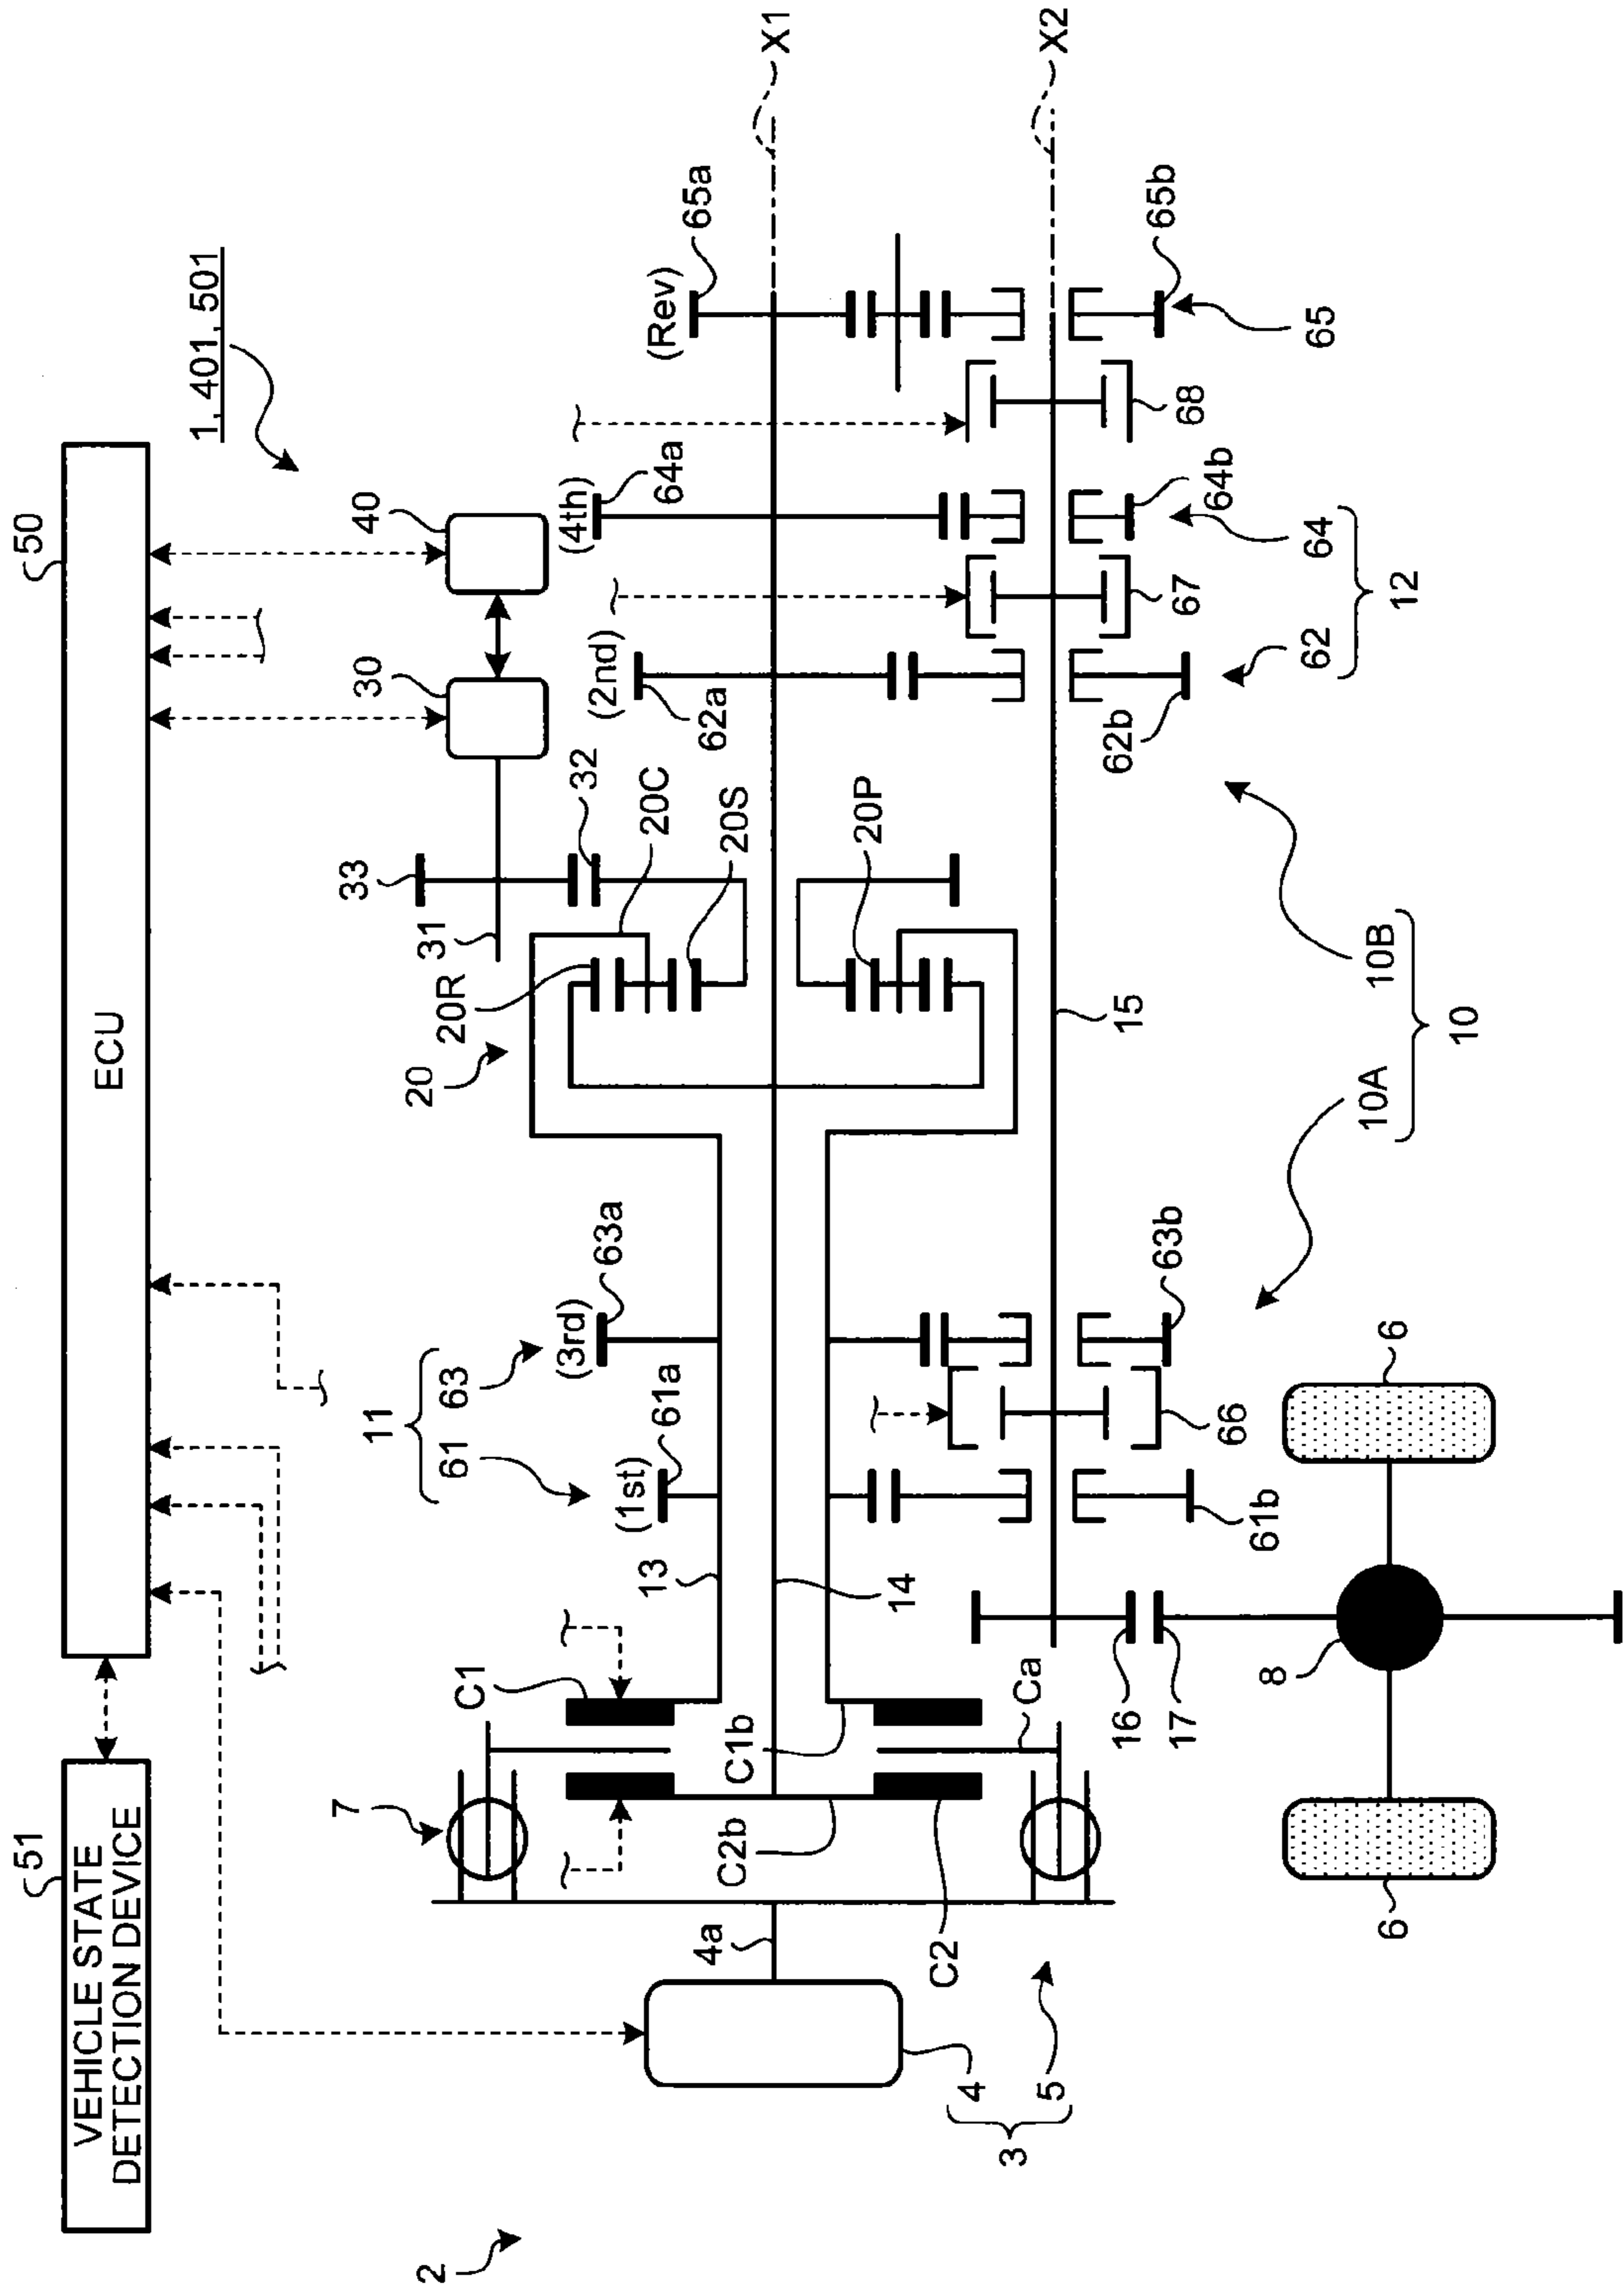 VEHICLE STATE
DETECTION DEVICE
51
ECU
50
1,401,501
2
3
4
5
4a
7
C2
C2b
C1b
C1
Ca
16
17
8
6
6
13
14
11
61
63
(1st)
61a
(3rd)
63a
61b
66
63b
10A
10B
10
15
20
20R
20C
20S
20P
31
33
32
30
40
(2nd)
62a
62b
62
64
12
67
(4th)
64a
64b
68
(Rev)
65a
65b
65
X1
X2